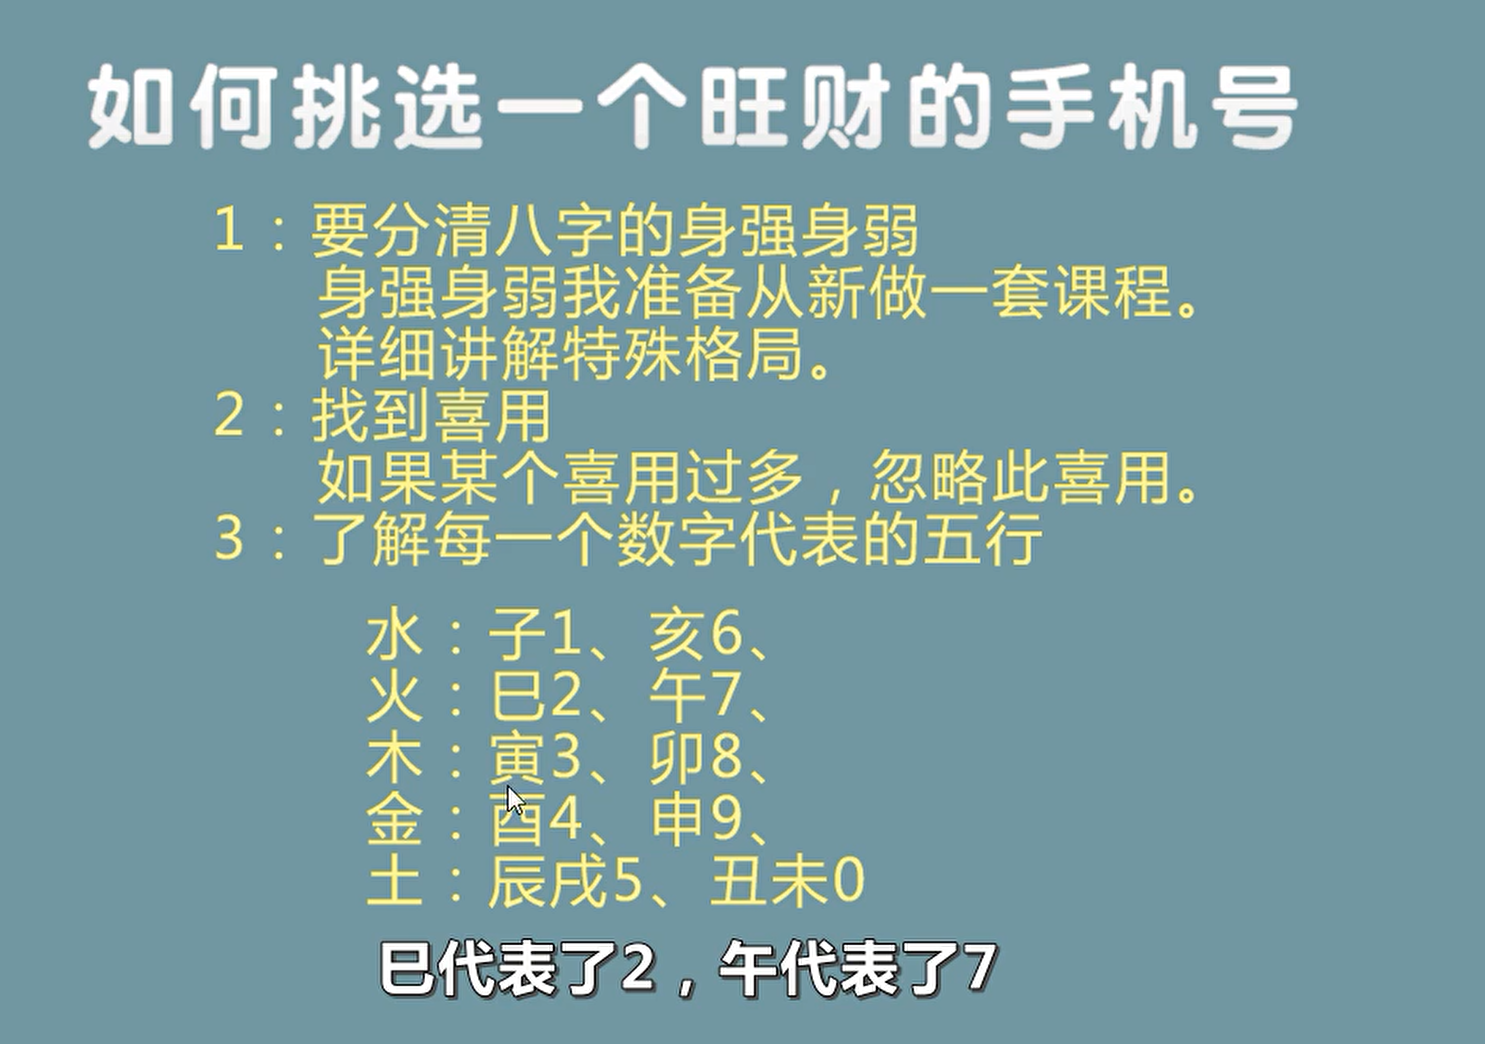 如何挑选一个旺财的手机号
1：要分清八字的身强身弱
身强身弱我准备从新做一套课程。
详细讲解特殊格局。
2：找到喜用
如果某个喜用过多，忽略此喜用。
3：了解每一个数字代表的五行
水：子1、亥6、
火：巳2、午7、
木：寅3、卯8、
金：酉4、申9、
土：辰戌5、丑未0
巳代表了2，午代表了7